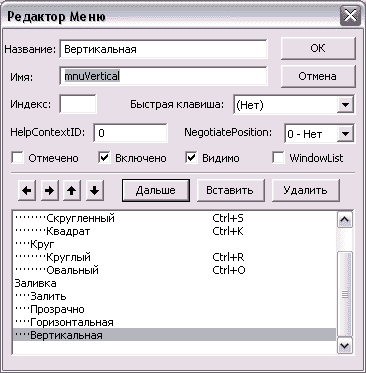 Редактор Меню
Название: Вертикальная OK
Имя: mnuVertical Отмена
Индекс: Быстрая клавиша: (Нет)
HelpContextID: 0 NegotiatePosition: 0 - Нет
Отмечено Включено Видимо WindowList
Дальше Вставить Удалить
········Скругленный Ctrl+S
········Квадрат Ctrl+K
····Круг
········Круглый Ctrl+R
········Овальный Ctrl+O
Заливка
····Залить
····Прозрачно
····Горизонтальная
····Вертикальная